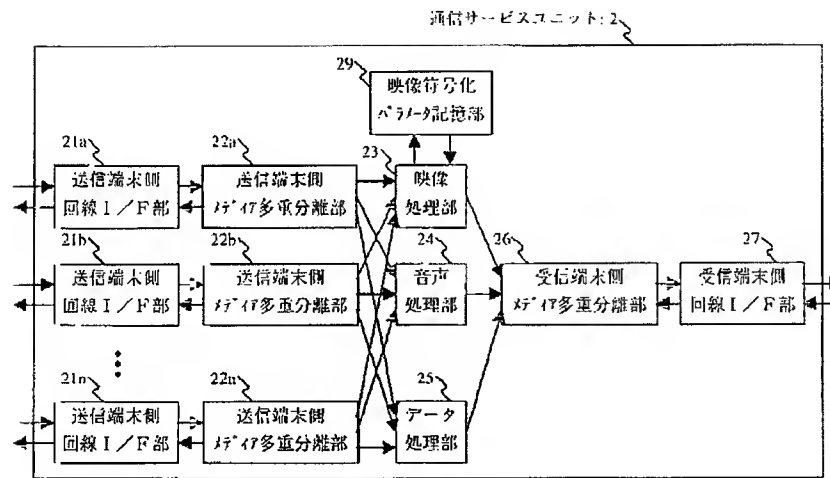 通信サービスユニット:2
29
映像符号化
パラメータ記憶部
21a
送信端末側
回線I/F部
22a
送信端末側
メディア多重分離部
23
映像
処理部
21b
送信端末側
回線I/F部
22b
送信端末側
メディア多重分離部
24
音声
処理部
26
受信端末側
メディア多重分離部
27
受信端末側
回線I/F部
21n
送信端末側
回線I/F部
22n
送信端末側
メディア多重分離部
25
データ
処理部